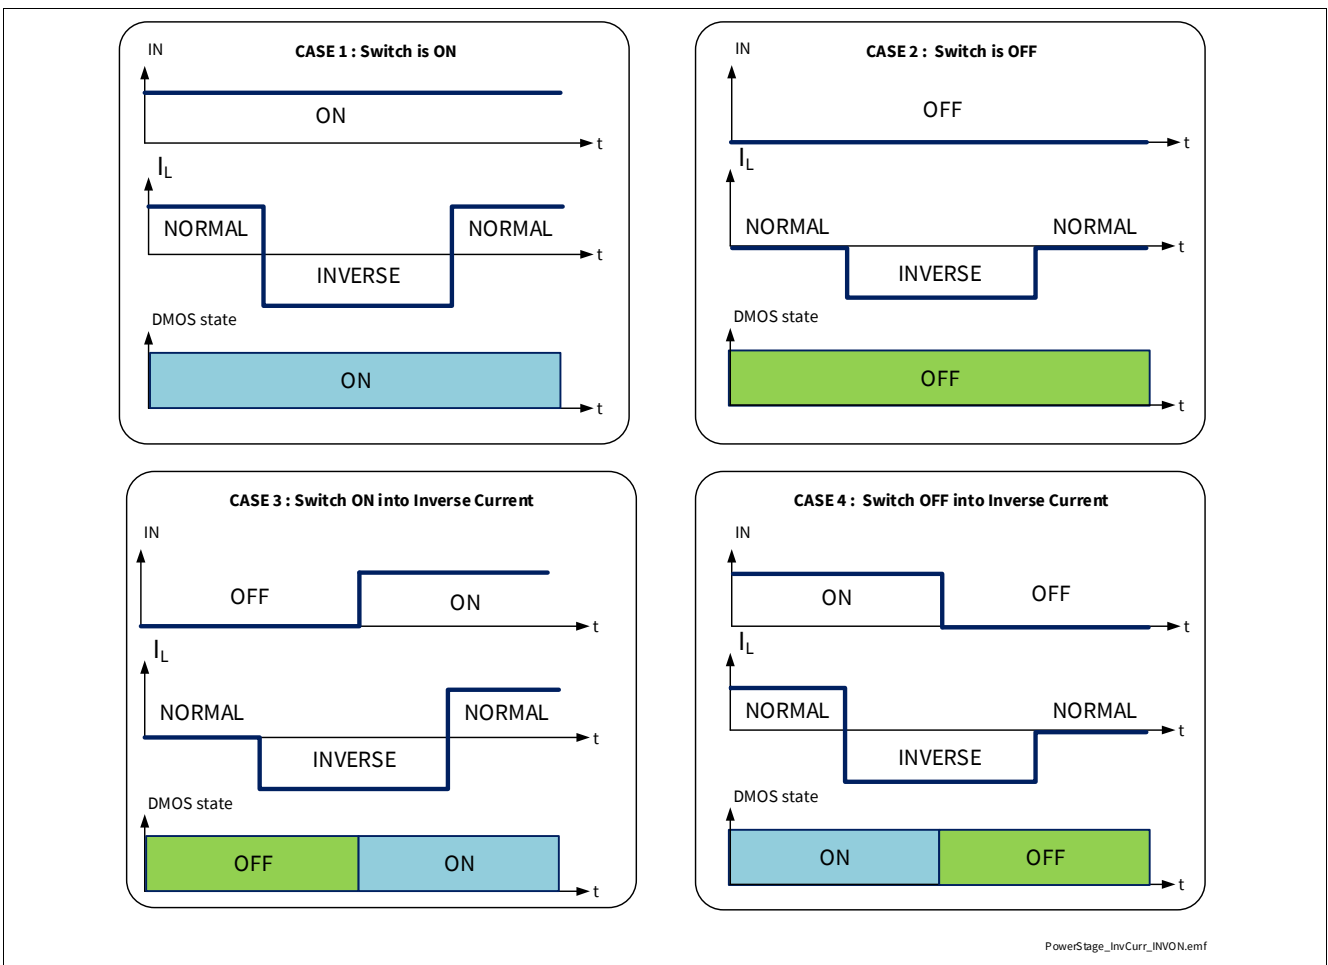 CASE 1 : Switch is ON
IN
ON
t
IL
NORMAL
NORMAL
INVERSE
t
DMOS state
ON
t
CASE 2 : Switch is OFF
IN
OFF
t
IL
NORMAL
NORMAL
INVERSE
t
DMOS state
OFF
t
CASE 3 : Switch ON into Inverse Current
IN
OFF
ON
t
IL
NORMAL
NORMAL
INVERSE
t
DMOS state
OFF
ON
t
CASE 4 : Switch OFF into Inverse Current
IN
ON
OFF
t
IL
NORMAL
NORMAL
INVERSE
t
DMOS state
ON
OFF
t
PowerStage_InvCurr_INVON.emf